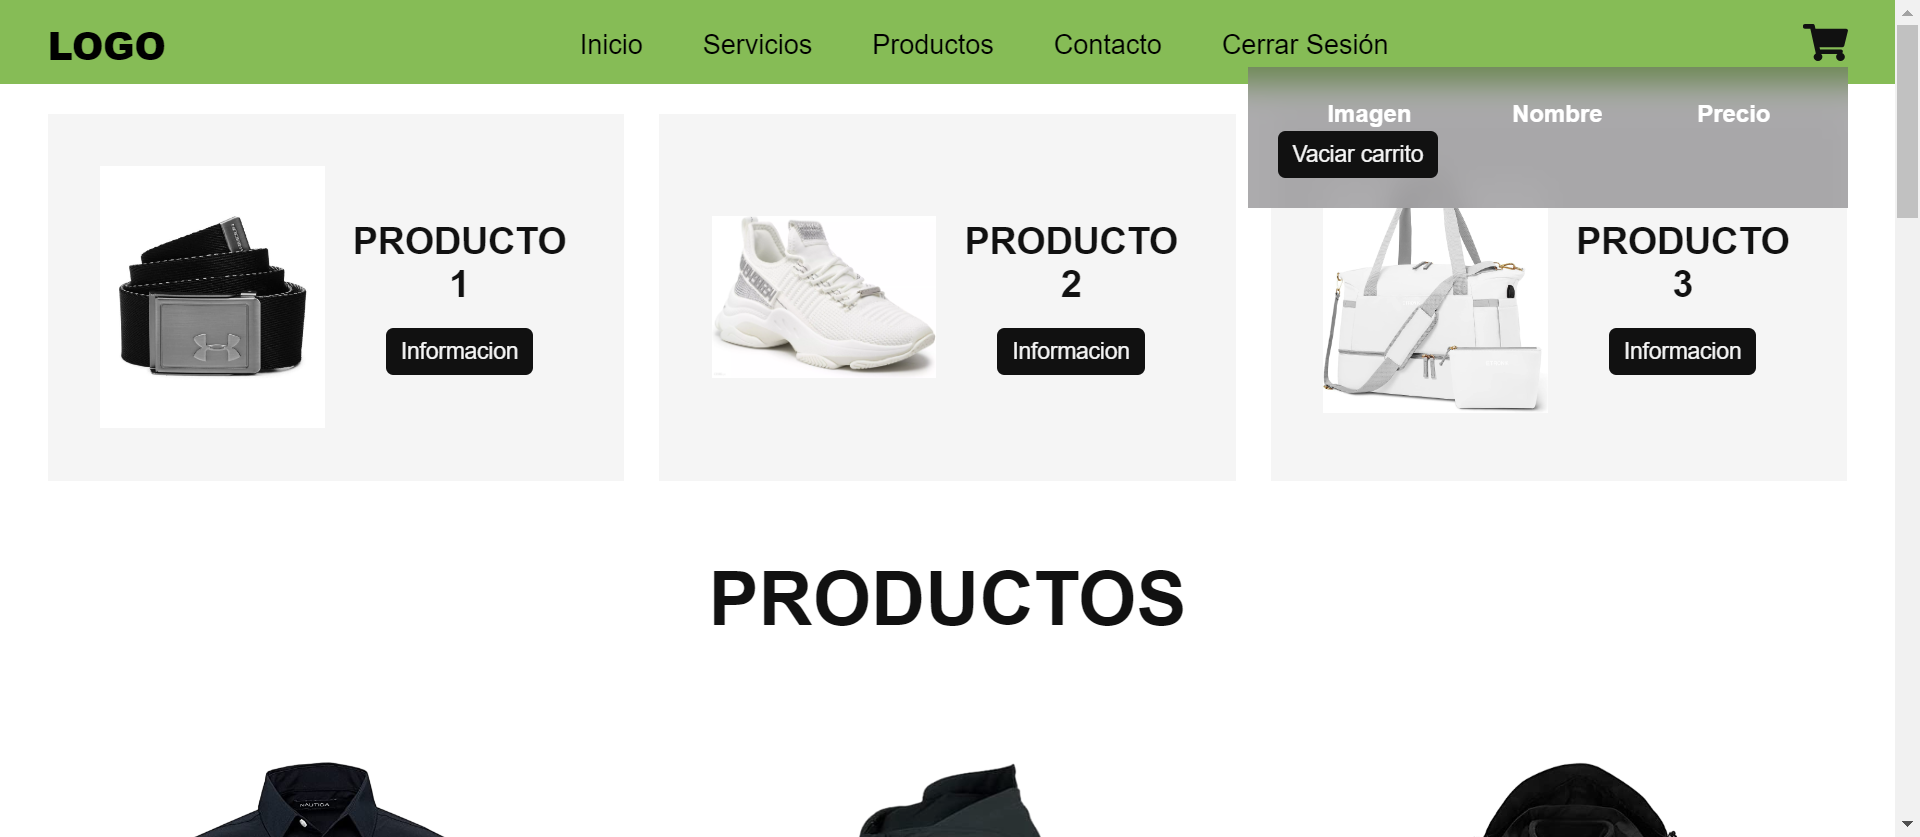 LOGO
Inicio Servicios Productos Contacto Cerrar Sesión
Imagen Nombre Precio
Vaciar carrito
PRODUCTO
1
Informacion
PRODUCTO
2
Informacion
PRODUCTO
3
Informacion
PRODUCTOS
NAUTICA